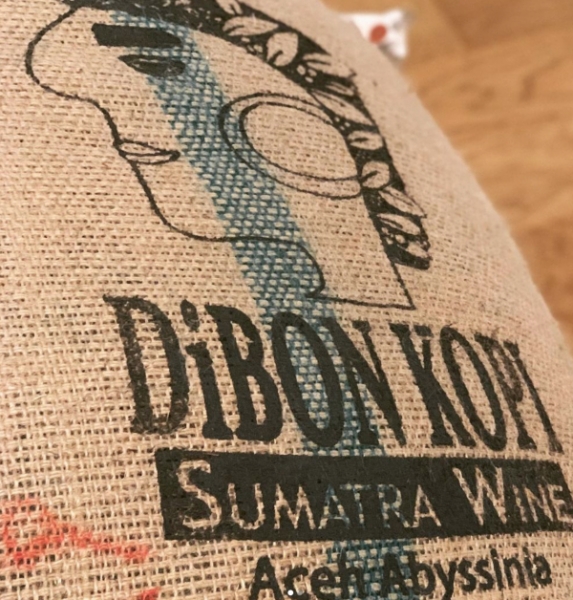 DiBON KOPI
SUMATRA WINE
Aceh Abyssinia